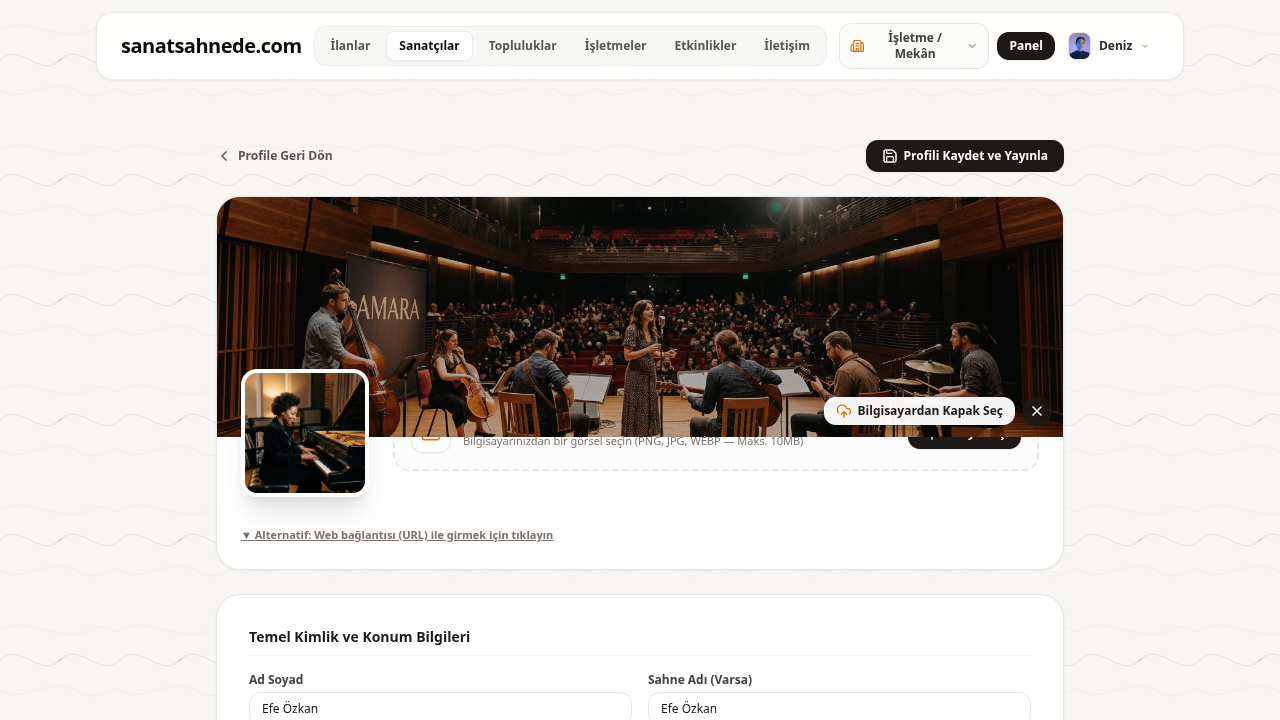 sanatsahnede.com
İlanlar
Sanatçılar
Topluluklar
İşletmeler
Etkinlikler
İletişim
İşletme /
Mekân
Panel
Deniz
Profile Geri Dön
Profili Kaydet ve Yayınla
AMARA
Bilgisayardan Kapak Seç
Bilgisayarınızdan bir görsel seçin (PNG, JPG, WEBP — Maks. 10MB)
▼ Alternatif: Web bağlantısı (URL) ile girmek için tıklayın
Temel Kimlik ve Konum Bilgileri
Ad Soyad
Sahne Adı (Varsa)
Efe Özkan
Efe Özkan